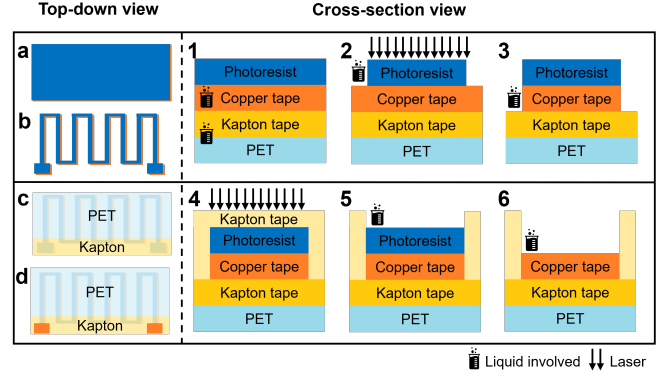 Top-down view
Cross-section view
a
b
1
Photoresist
Copper tape
Kapton tape
PET
2
Photoresist
Copper tape
Kapton tape
PET
3
Photoresist
Copper tape
Kapton tape
PET
c
PET
Kapton
d
PET
Kapton
4
Kapton tape
Photoresist
Copper tape
Kapton tape
PET
5
Photoresist
Copper tape
Kapton tape
PET
6
Copper tape
Kapton tape
PET
Liquid involved
Laser